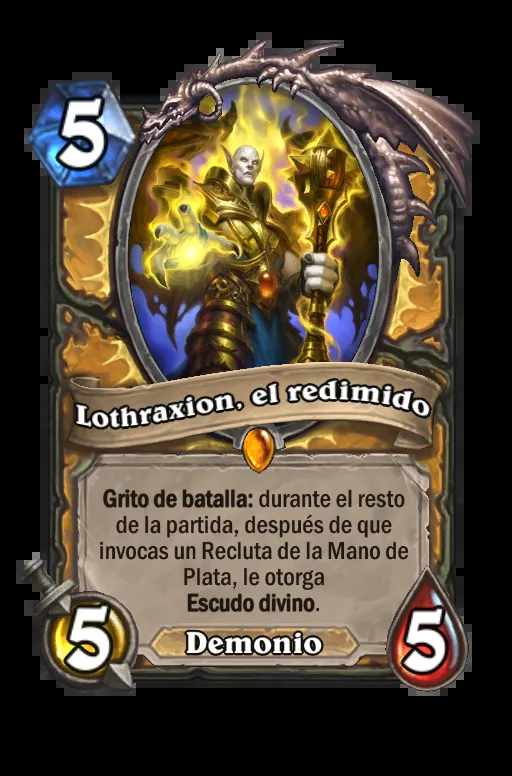 5
Lothraxion, el redimido
Grito de batalla: durante el resto
de la partida, después de que
invocas un Recluta de la Mano de
Plata, le otorga
Escudo divino.
5
Demonio
5